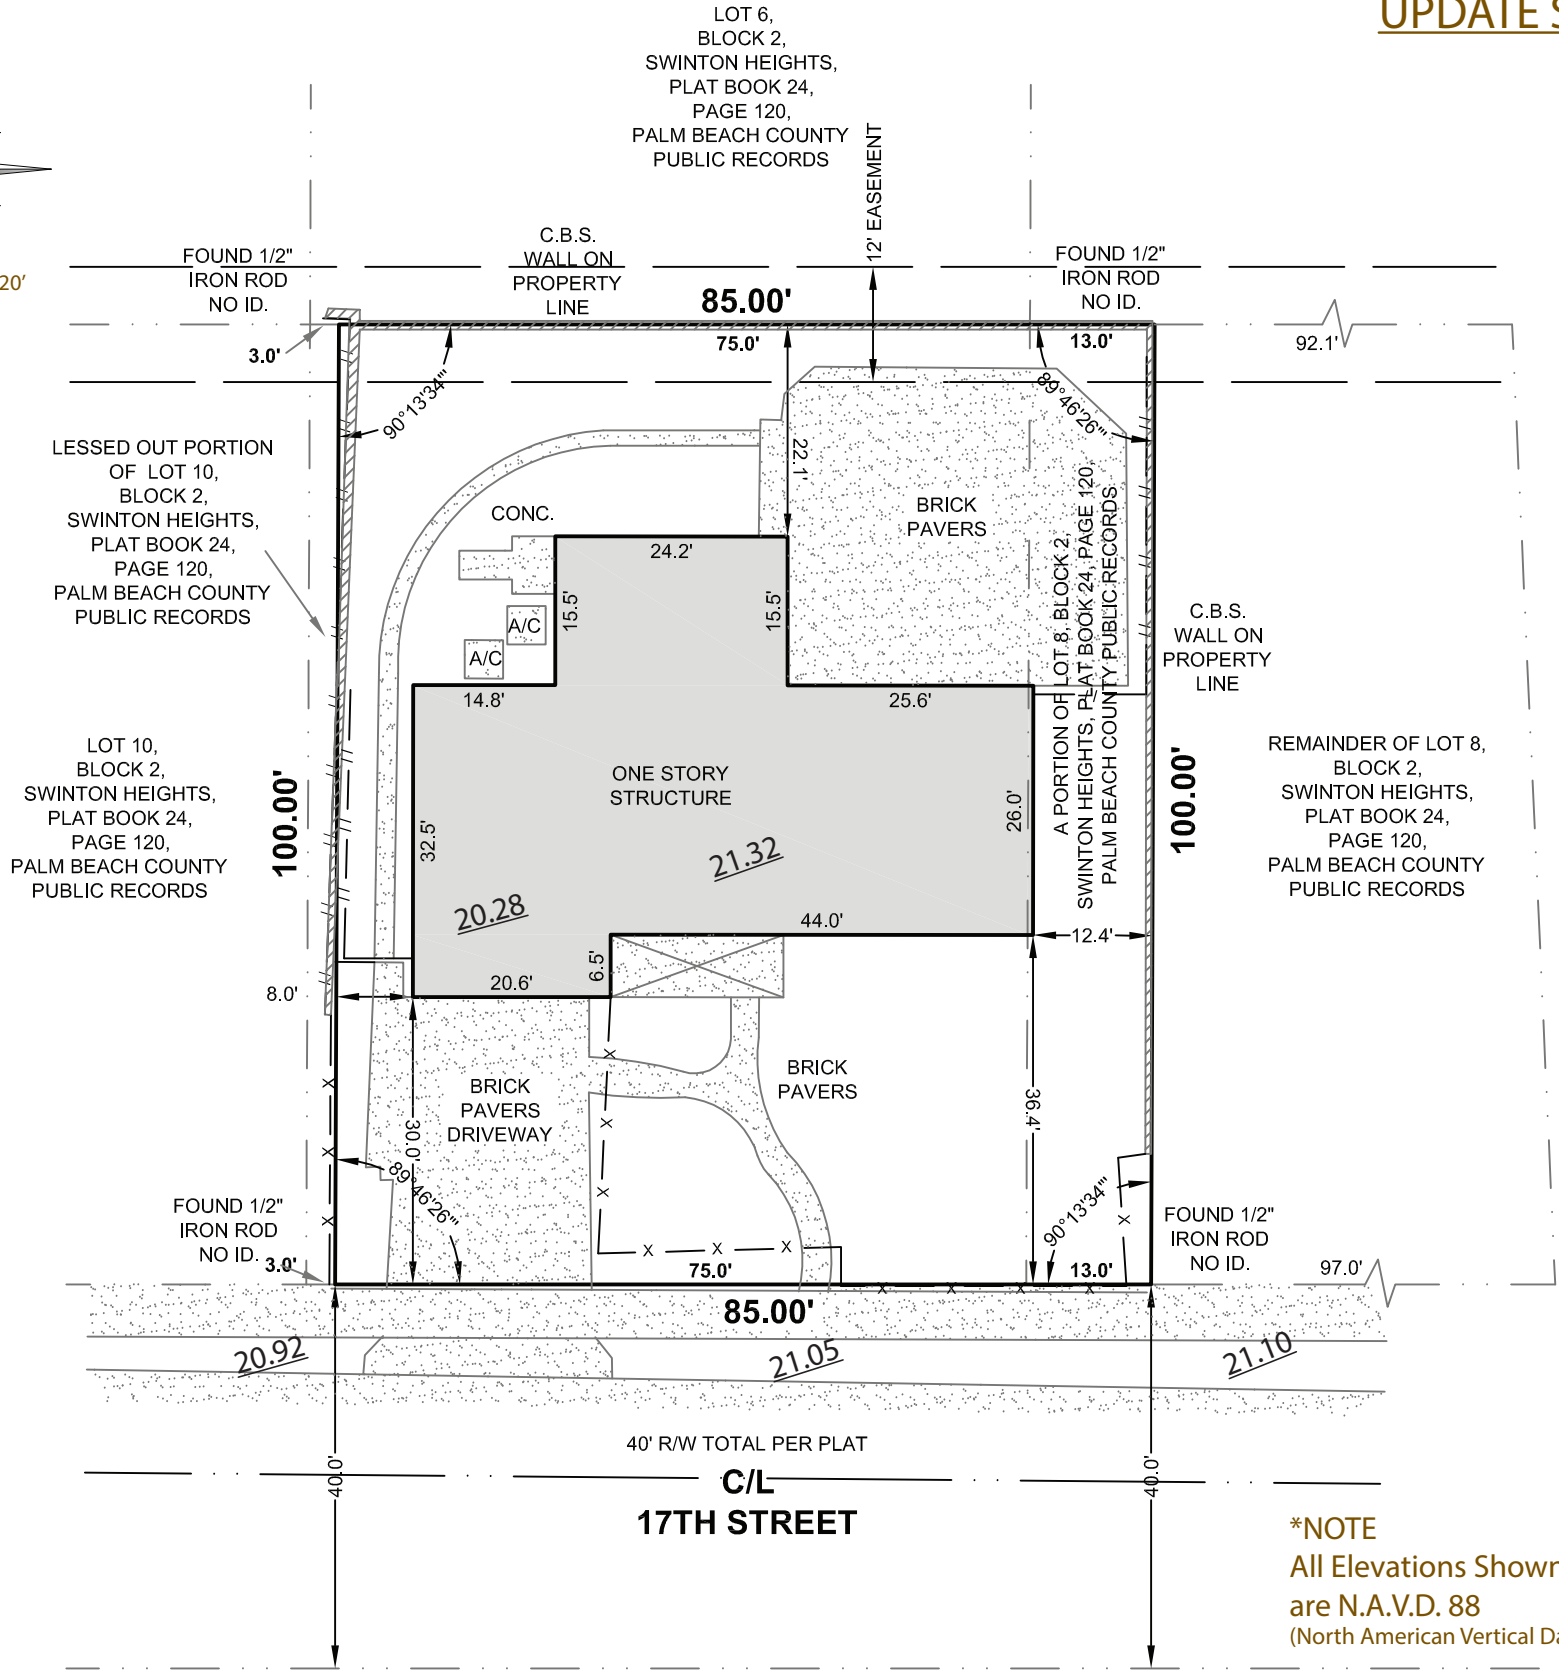 UPDATE S
LOT 6,
BLOCK 2,
SWINTON HEIGHTS,
PLAT BOOK 24,
PAGE 120,
PALM BEACH COUNTY
PUBLIC RECORDS
12' EASEMENT
20'
FOUND 1/2"
IRON ROD
NO ID.
C.B.S.
WALL ON
PROPERTY
LINE
85.00'
FOUND 1/2"
IRON ROD
NO ID.
3.0'
75.0'
13.0'
92.1'
90°13'34'"
89°46'26'"
22.1'
LESSED OUT PORTION
OF LOT 10,
BLOCK 2,
SWINTON HEIGHTS,
PLAT BOOK 24,
PAGE 120,
PALM BEACH COUNTY
PUBLIC RECORDS
CONC.
BRICK
PAVERS
24.2'
15.5'
15.5'
A/C
A/C
14.8'
25.6'
A PORTION OF LOT 8, BLOCK 2,
SWINTON HEIGHTS, PLAT BOOK 24, PAGE 120,
PALM BEACH COUNTY PUBLIC RECORDS
C.B.S.
WALL ON
PROPERTY
LINE
LOT 10,
BLOCK 2,
SWINTON HEIGHTS,
PLAT BOOK 24,
PAGE 120,
PALM BEACH COUNTY
PUBLIC RECORDS
100.00'
ONE STORY
STRUCTURE
32.5'
26.0'
100.00'
REMAINDER OF LOT 8,
BLOCK 2,
SWINTON HEIGHTS,
PLAT BOOK 24,
PAGE 120,
PALM BEACH COUNTY
PUBLIC RECORDS
21.32
20.28
44.0'
12.4'
6.5'
20.6'
8.0'
BRICK
PAVERS
BRICK
PAVERS
DRIVEWAY
30.0'
36.4'
89°46'26'"
90°13'34'"
FOUND 1/2"
IRON ROD
NO ID.
3.0'
75.0'
13.0'
FOUND 1/2"
IRON ROD
NO ID.
97.0'
85.00'
20.92
21.05
21.10
40' R/W TOTAL PER PLAT
40.0'
40.0'
C/L
17TH STREET
*NOTE
All Elevations Shown
are N.A.V.D. 88
(North American Vertical Da